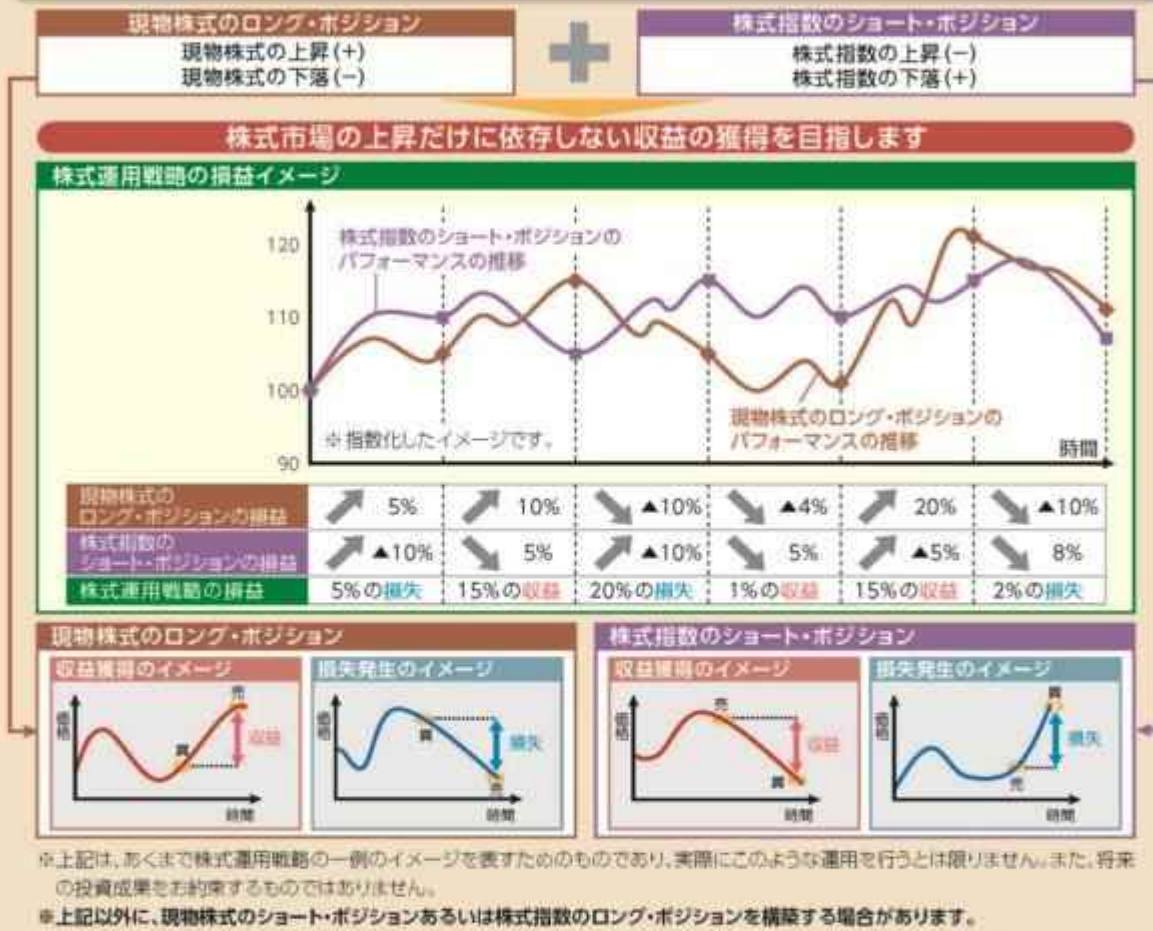 現物株式のロング・ポジション
現物株式の上昇(+)
現物株式の下落(−)
株式指数のショート・ポジション
株式指数の上昇(−)
株式指数の下落(+)
株式市場の上昇だけに依存しない収益の獲得を目指します
株式運用戦略の損益イメージ
120
110
100
90
株式指数のショート・ポジションの
パフォーマンスの推移
※指数化したイメージです。
現物株式のロング・ポジションの
パフォーマンスの推移
時間
現物株式の
ロング・ポジションの損益
5% 10% ▲10% ▲4% 20% ▲10%
株式指数の
ショート・ポジションの損益
▲10% 5% ▲10% 5% ▲5% 8%
株式運用戦略の損益 5%の損失 15%の収益 20%の損失 1%の収益 15%の収益 2%の損失
現物株式のロング・ポジション
収益獲得のイメージ
価格
買
売
収益
時間
損失発生のイメージ
価格
買
売
損失
時間
株式指数のショート・ポジション
収益獲得のイメージ
価格
売
買
収益
時間
損失発生のイメージ
価格
買
売
損失
時間
※上記は、あくまで株式運用戦略の一例のイメージを表すためのものであり、実際にこのような運用を行うとは限りません。また、将来
の投資成果をお約束するものではありません。
※上記以外に、現物株式のショート・ポジションあるいは株式指数のロング・ポジションを構築する場合があります。